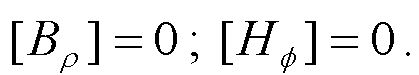 [B_ρ] = 0 ; [H_ϕ] = 0 .